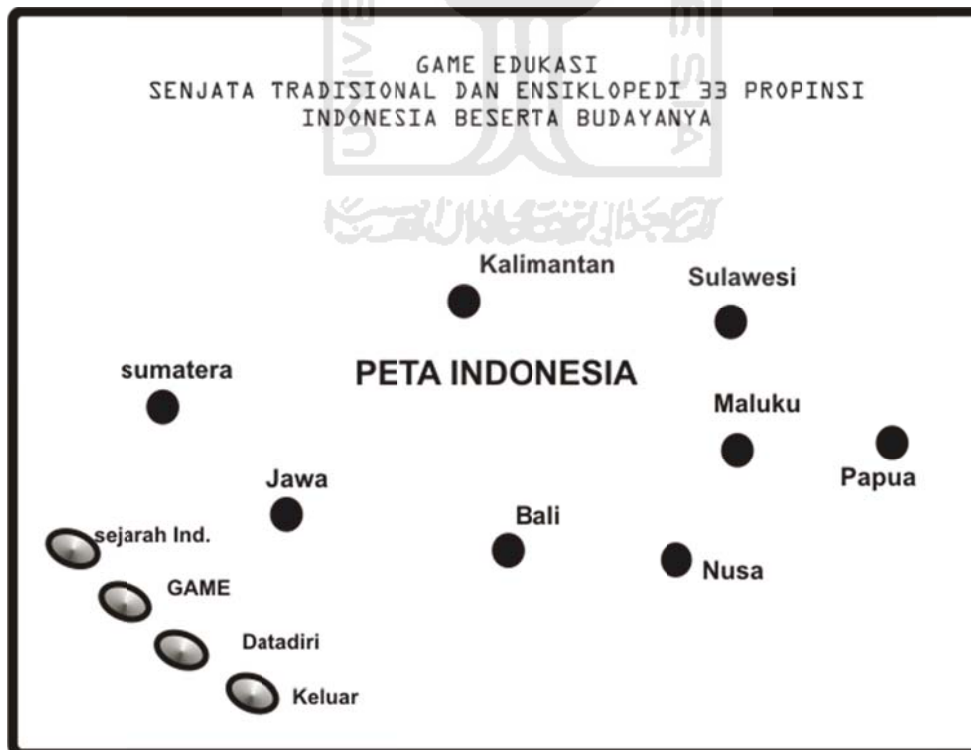 GAME EDUKASI
SENJATA TRADISIONAL DAN ENSIKLOPEDI 33 PROPINSI
INDONESIA BESERTA BUDAYANYA
Kalimantan
Sulawesi
sumatera
PETA INDONESIA
Maluku
Papua
Jawa
Bali
Nusa
sejarah Ind.
GAME
Datadiri
Keluar